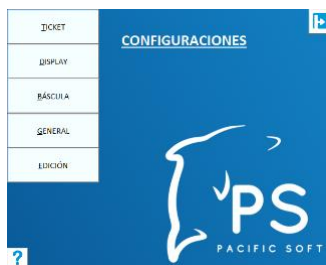 TICKET
CONFIGURACIONES
DISPLAY
BÁSCULA
GENERAL
EDICIÓN
PS
PACIFIC SOFT
?